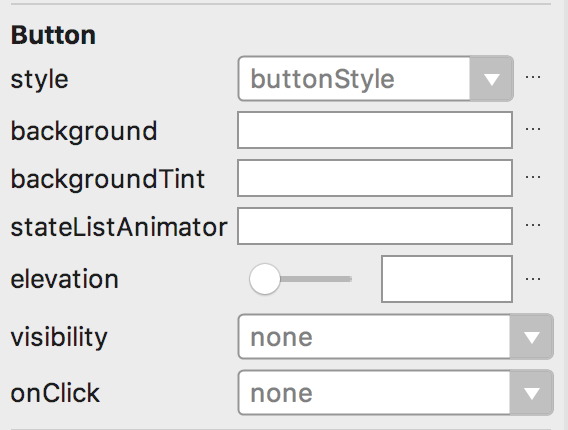 Button
style buttonStyle ...
background ...
backgroundTint ...
stateListAnimator ...
elevation ...
visibility none
onClick none